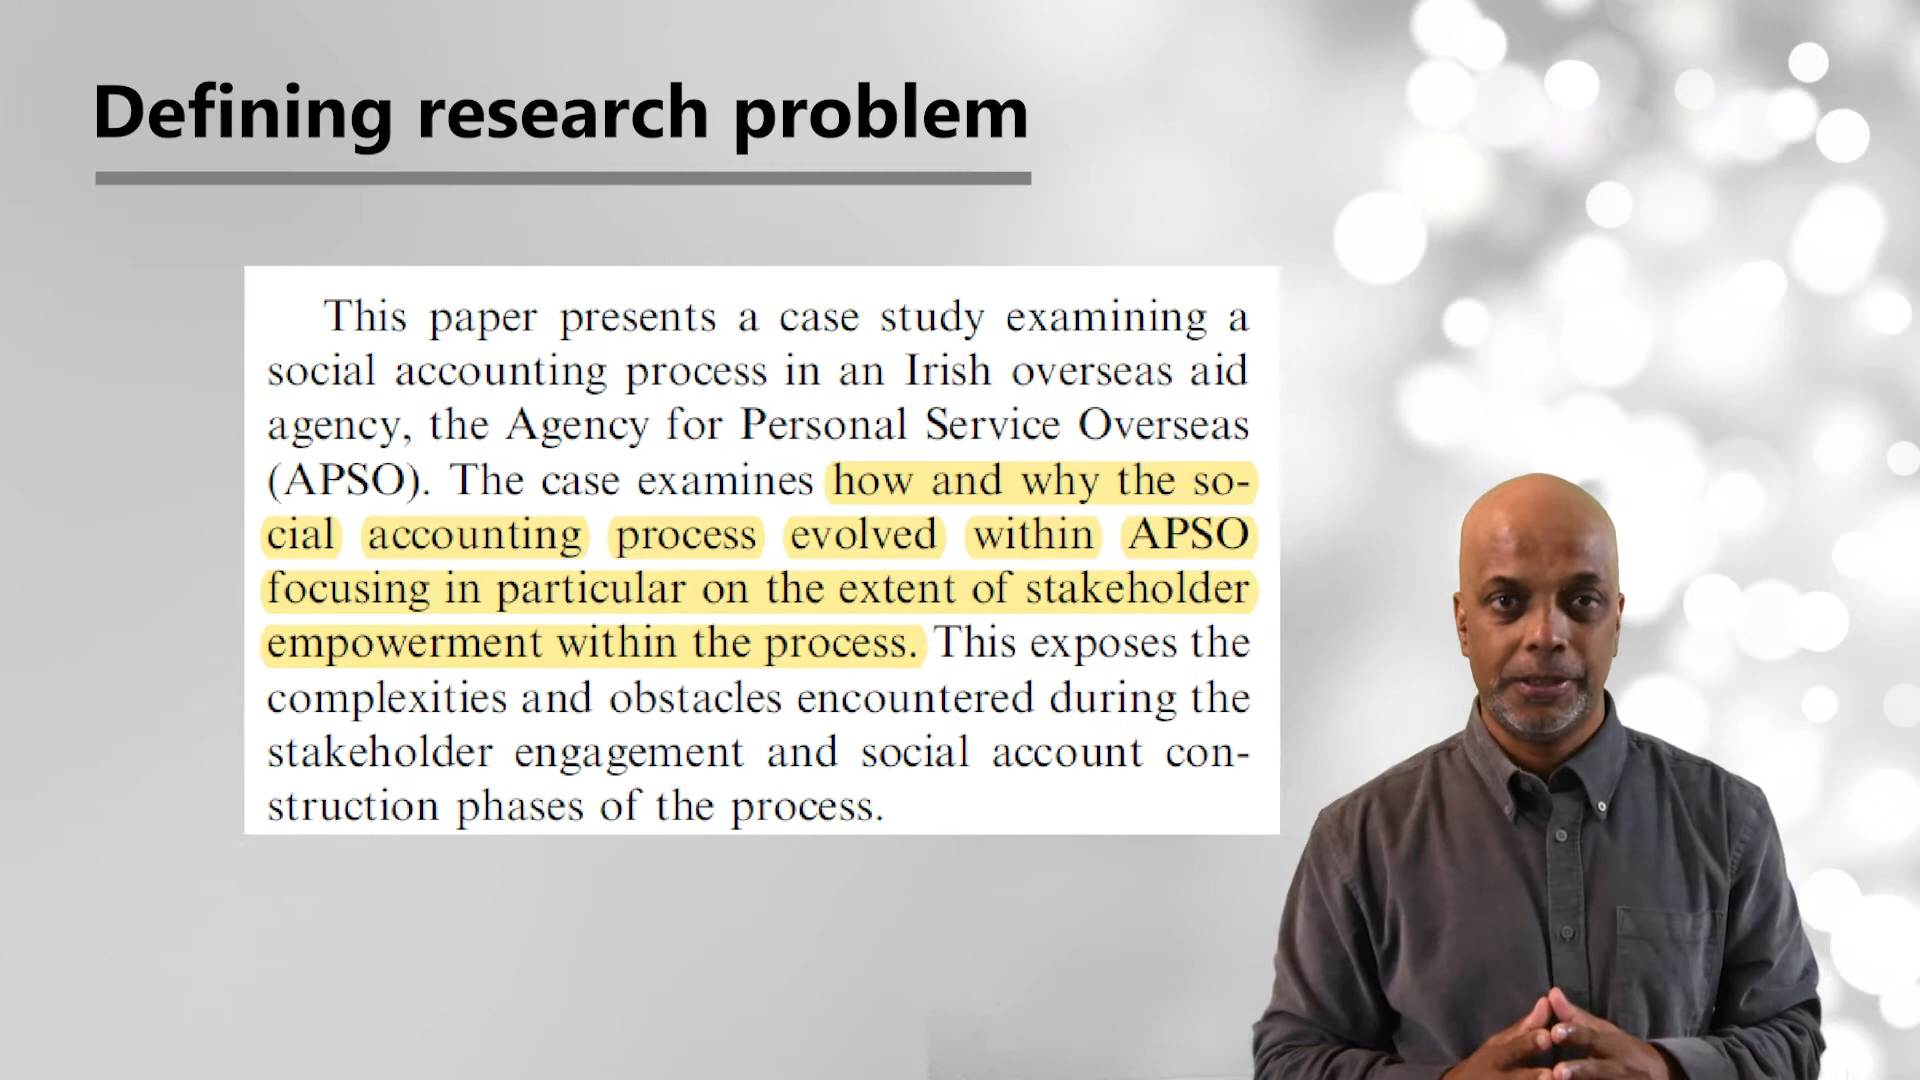 Defining research problem
This paper presents a case study examining a
social accounting process in an Irish overseas aid
agency, the Agency for Personal Service Overseas
(APSO). The case examines how and why the so-
cial accounting process evolved within APSO
focusing in particular on the extent of stakeholder
empowerment within the process. This exposes the
complexities and obstacles encountered during the
stakeholder engagement and social account con-
struction phases of the process.